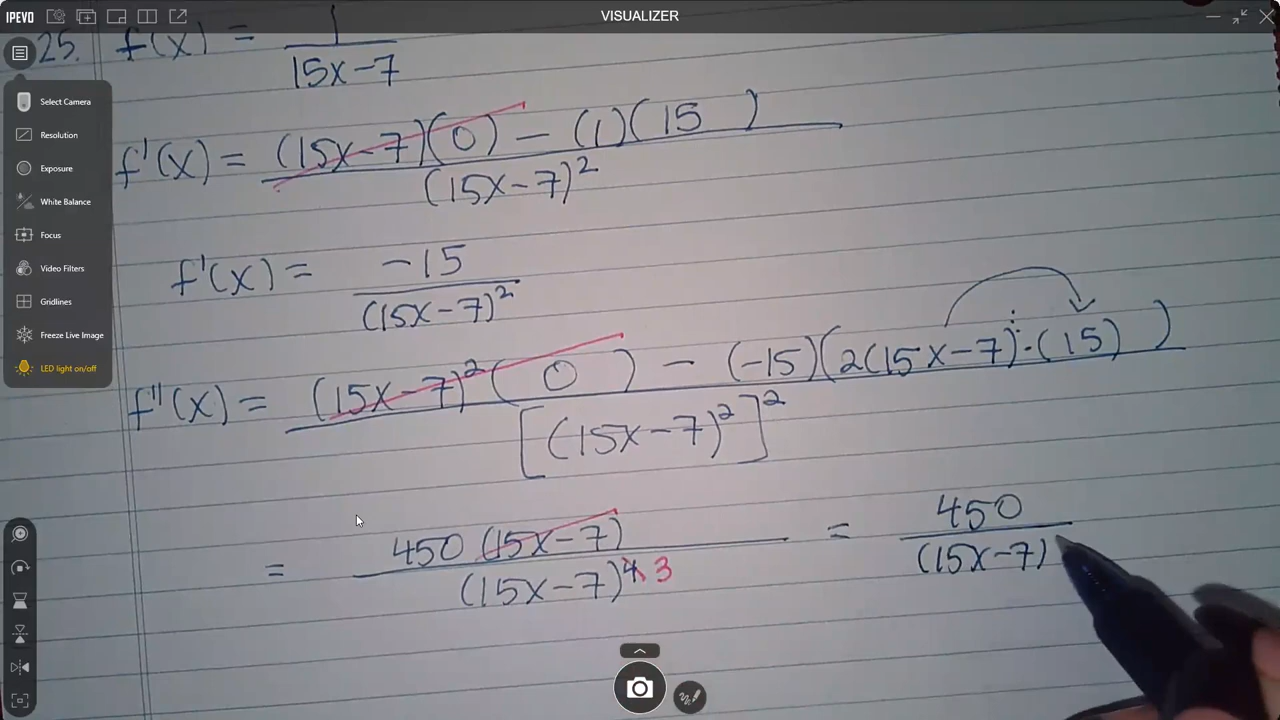 IPEVO VISUALIZER
25. f(x) = 1/(15x-7)
Select Camera
Resolution
Exposure
White Balance
Focus
Video Filters
Gridlines
Freeze Live Image
LED light on/off
f'(x) = ((15x-7)(0) - (1)(15))/(15x-7)²
f'(x) = -15/(15x-7)²
f''(x) = ((15x-7)²(0) - (-15)(2(15x-7)·(15)))/[(15x-7)²]²
= 450(15x-7)/(15x-7)⁴ 3 = 450/(15x-7)